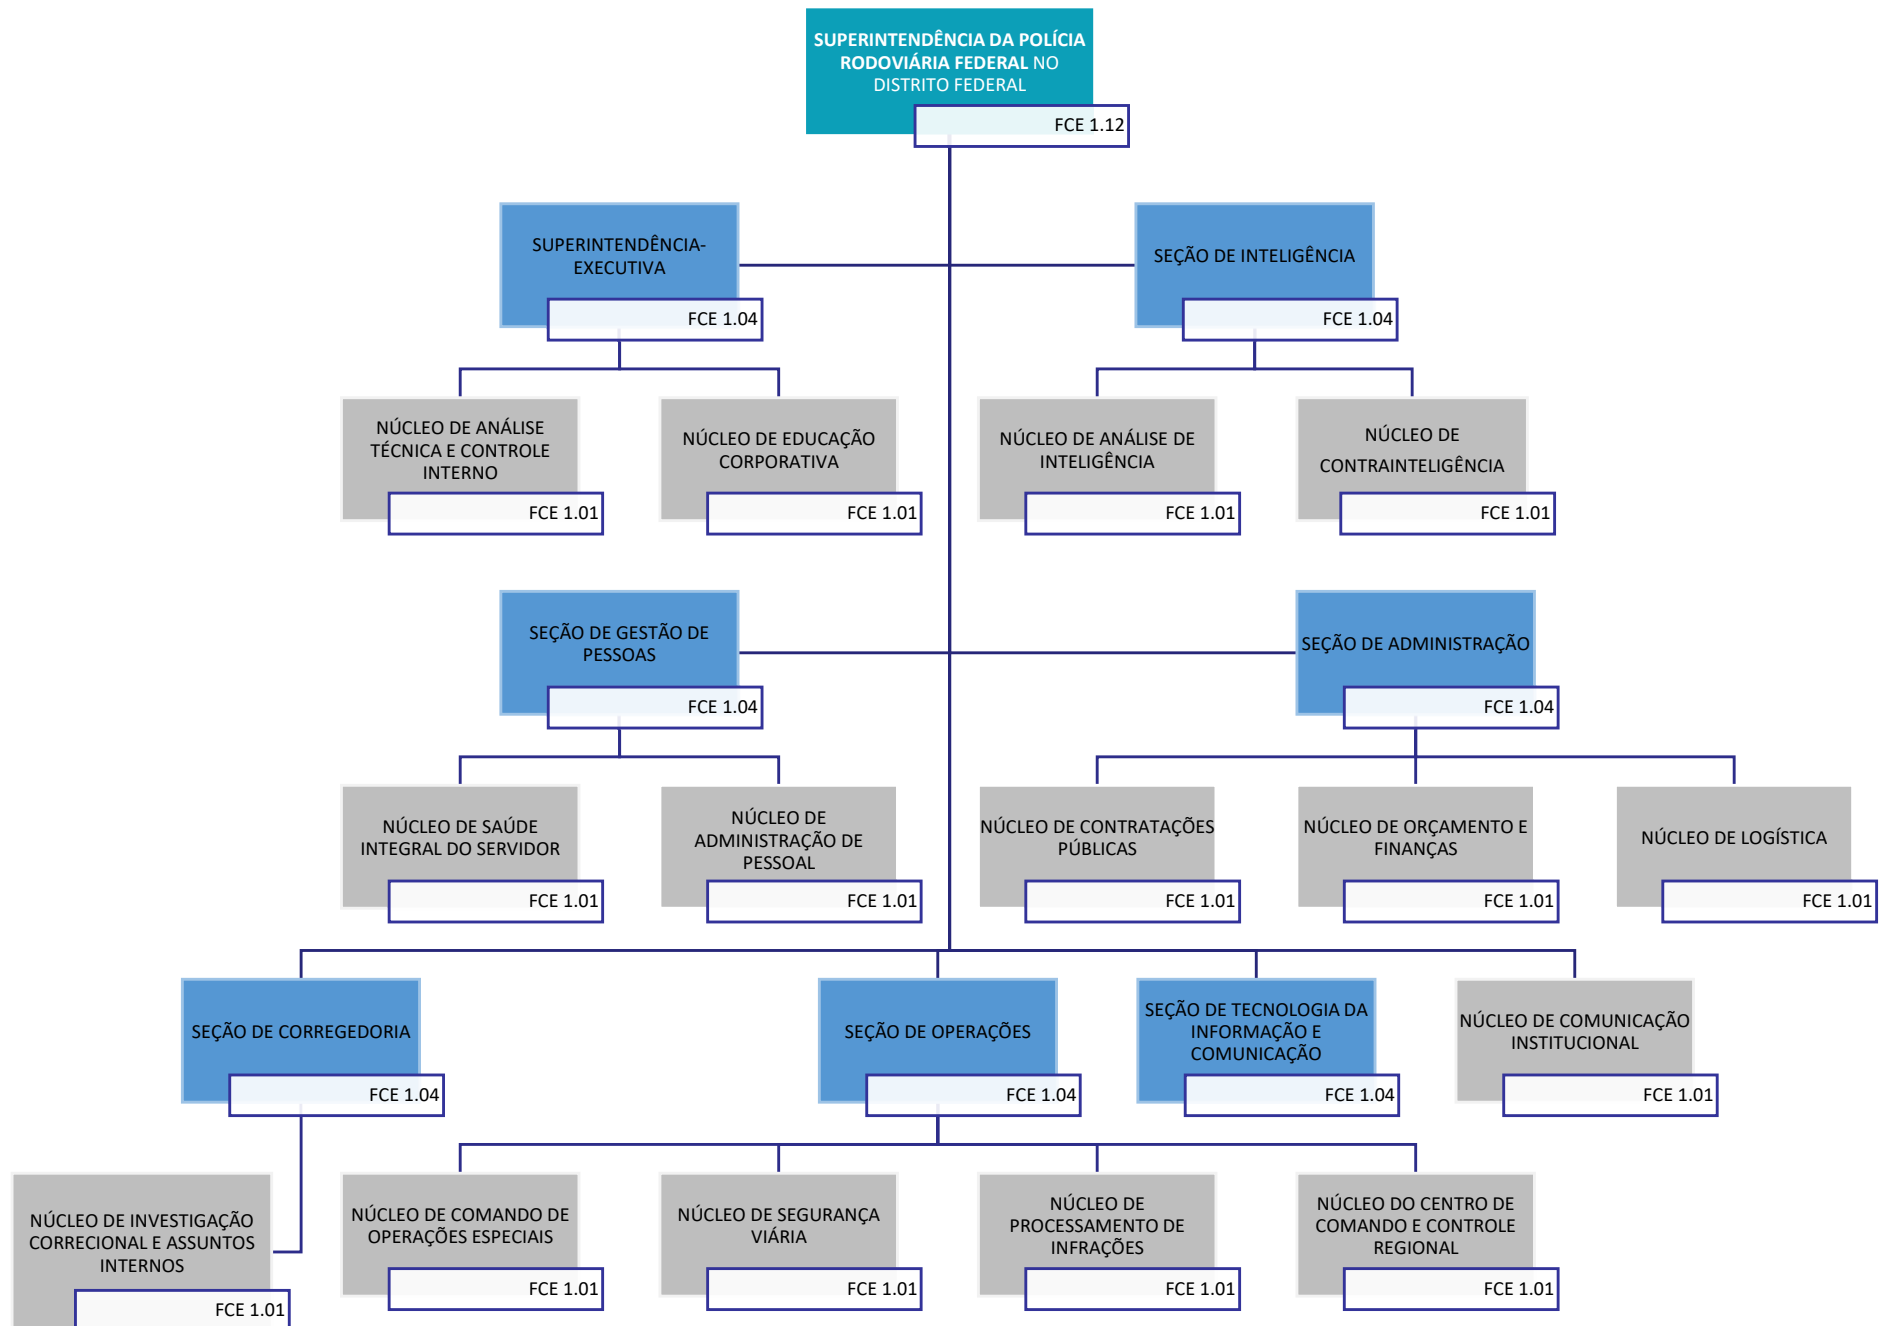 SUPERINTENDÊNCIA DA POLÍCIA
RODOVIÁRIA FEDERAL NO
DISTRITO FEDERAL
FCE 1.12
SUPERINTENDÊNCIA-
EXECUTIVA
FCE 1.04
SEÇÃO DE INTELIGÊNCIA
FCE 1.04
NÚCLEO DE ANÁLISE
TÉCNICA E CONTROLE
INTERNO
FCE 1.01
NÚCLEO DE EDUCAÇÃO
CORPORATIVA
FCE 1.01
NÚCLEO DE ANÁLISE DE
INTELIGÊNCIA
FCE 1.01
NÚCLEO DE
CONTRAINTELIGÊNCIA
FCE 1.01
SEÇÃO DE GESTÃO DE
PESSOAS
FCE 1.04
SEÇÃO DE ADMINISTRAÇÃO
FCE 1.04
NÚCLEO DE SAÚDE
INTEGRAL DO SERVIDOR
FCE 1.01
NÚCLEO DE
ADMINISTRAÇÃO DE
PESSOAL
FCE 1.01
NÚCLEO DE CONTRATAÇÕES
PÚBLICAS
FCE 1.01
NÚCLEO DE ORÇAMENTO E
FINANÇAS
FCE 1.01
NÚCLEO DE LOGÍSTICA
FCE 1.01
SEÇÃO DE CORREGEDORIA
FCE 1.04
SEÇÃO DE OPERAÇÕES
FCE 1.04
SEÇÃO DE TECNOLOGIA DA
INFORMAÇÃO E
COMUNICAÇÃO
FCE 1.04
NÚCLEO DE COMUNICAÇÃO
INSTITUCIONAL
FCE 1.01
NÚCLEO DE INVESTIGAÇÃO
CORRECIONAL E ASSUNTOS
INTERNOS
FCE 1.01
NÚCLEO DE COMANDO DE
OPERAÇÕES ESPECIAIS
FCE 1.01
NÚCLEO DE SEGURANÇA
VIÁRIA
FCE 1.01
NÚCLEO DE
PROCESSAMENTO DE
INFRAÇÕES
FCE 1.01
NÚCLEO DO CENTRO DE
COMANDO E CONTROLE
REGIONAL
FCE 1.01